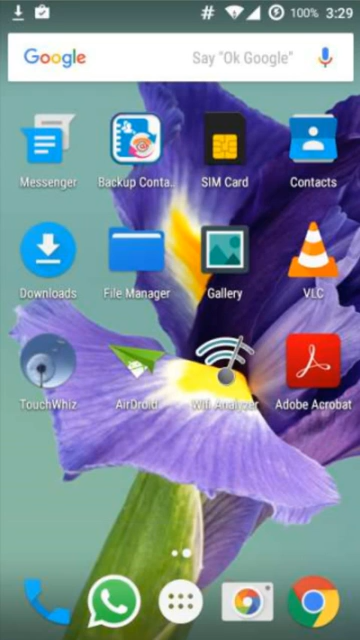 # 100% 3:29
Google Say "Ok Google"
Messenger Backup Conta.. SIM Card Contacts
Downloads File Manager Gallery VLC
TouchWiz AirDroid Wifi Analyzer Adobe Acrobat